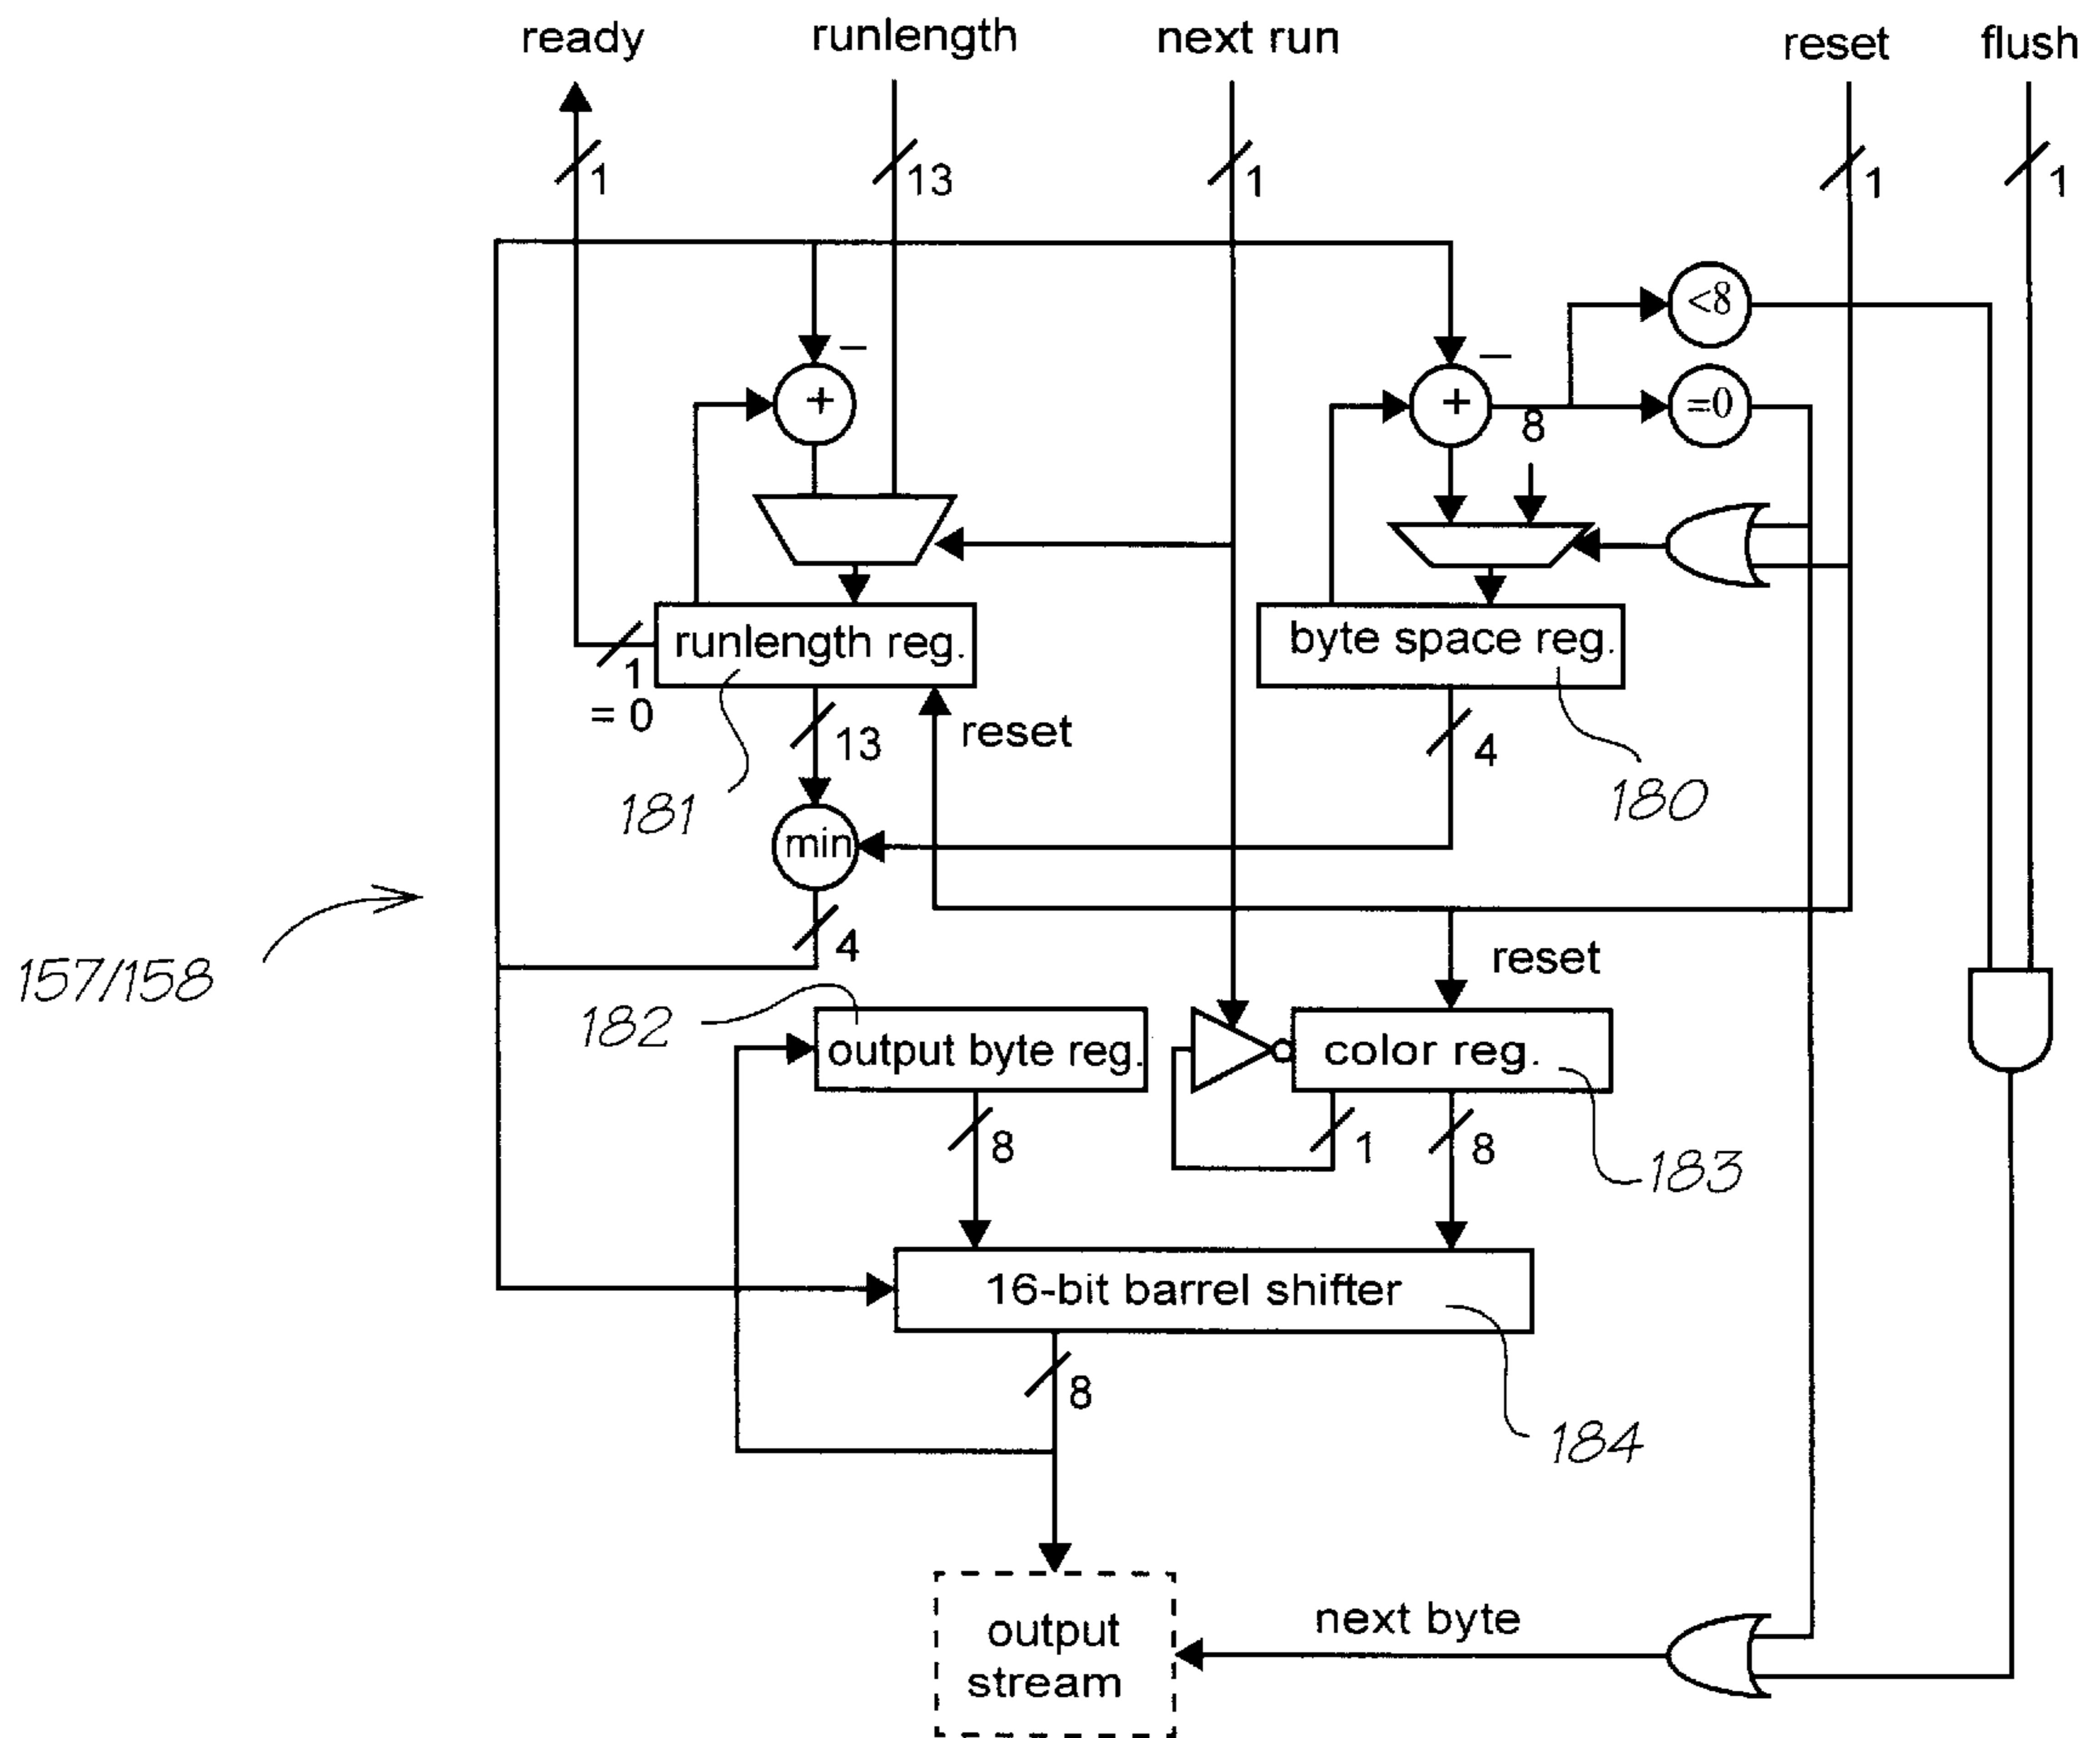 ready
runlength
next run
reset
flush
1
13
1
1
1
<8
–
–
+
+
=0
8
runlength reg.
byte space reg.
1
= 0
13
reset
4
181
180
min
4
reset
157/158
182
output byte reg.
color reg.
8
1
8
183
16-bit barrel shifter
8
184
next byte
output
stream